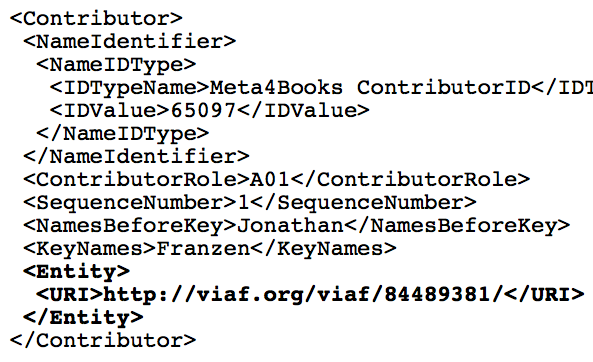 <Contributor>
<NameIdentifier>
<NameIDType>
<IDTypeName>Meta4Books ContributorID</IDT
<IDValue>65097</IDValue>
</NameIDType>
</NameIdentifier>
<ContributorRole>A01</ContributorRole>
<SequenceNumber>1</SequenceNumber>
<NamesBeforeKey>Jonathan</NamesBeforeKey>
<KeyNames>Franzen</KeyNames>
<Entity>
<URI>http://viaf.org/viaf/84489381/</URI>
</Entity>
</Contributor>